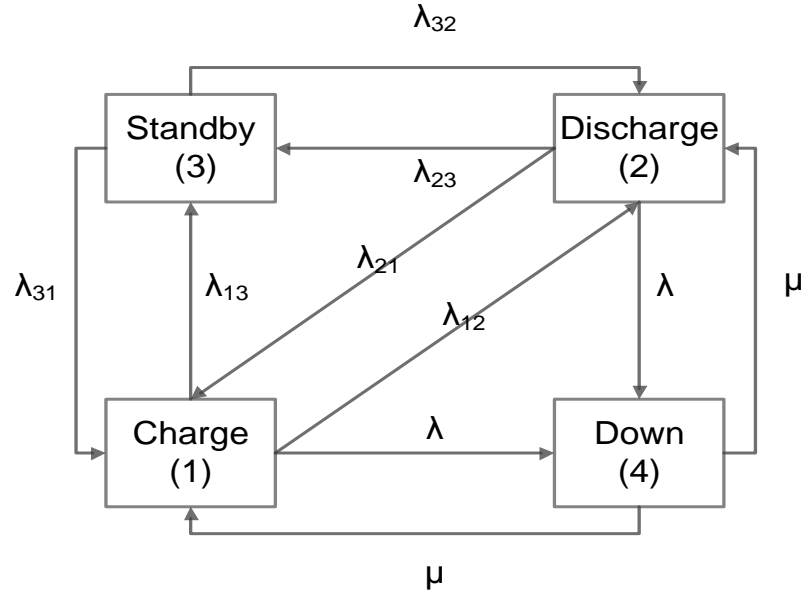 λ32
Standby
(3)
Discharge
(2)
λ23
λ21
λ31
λ13
λ12
λ
μ
Charge
(1)
λ
Down
(4)
μ